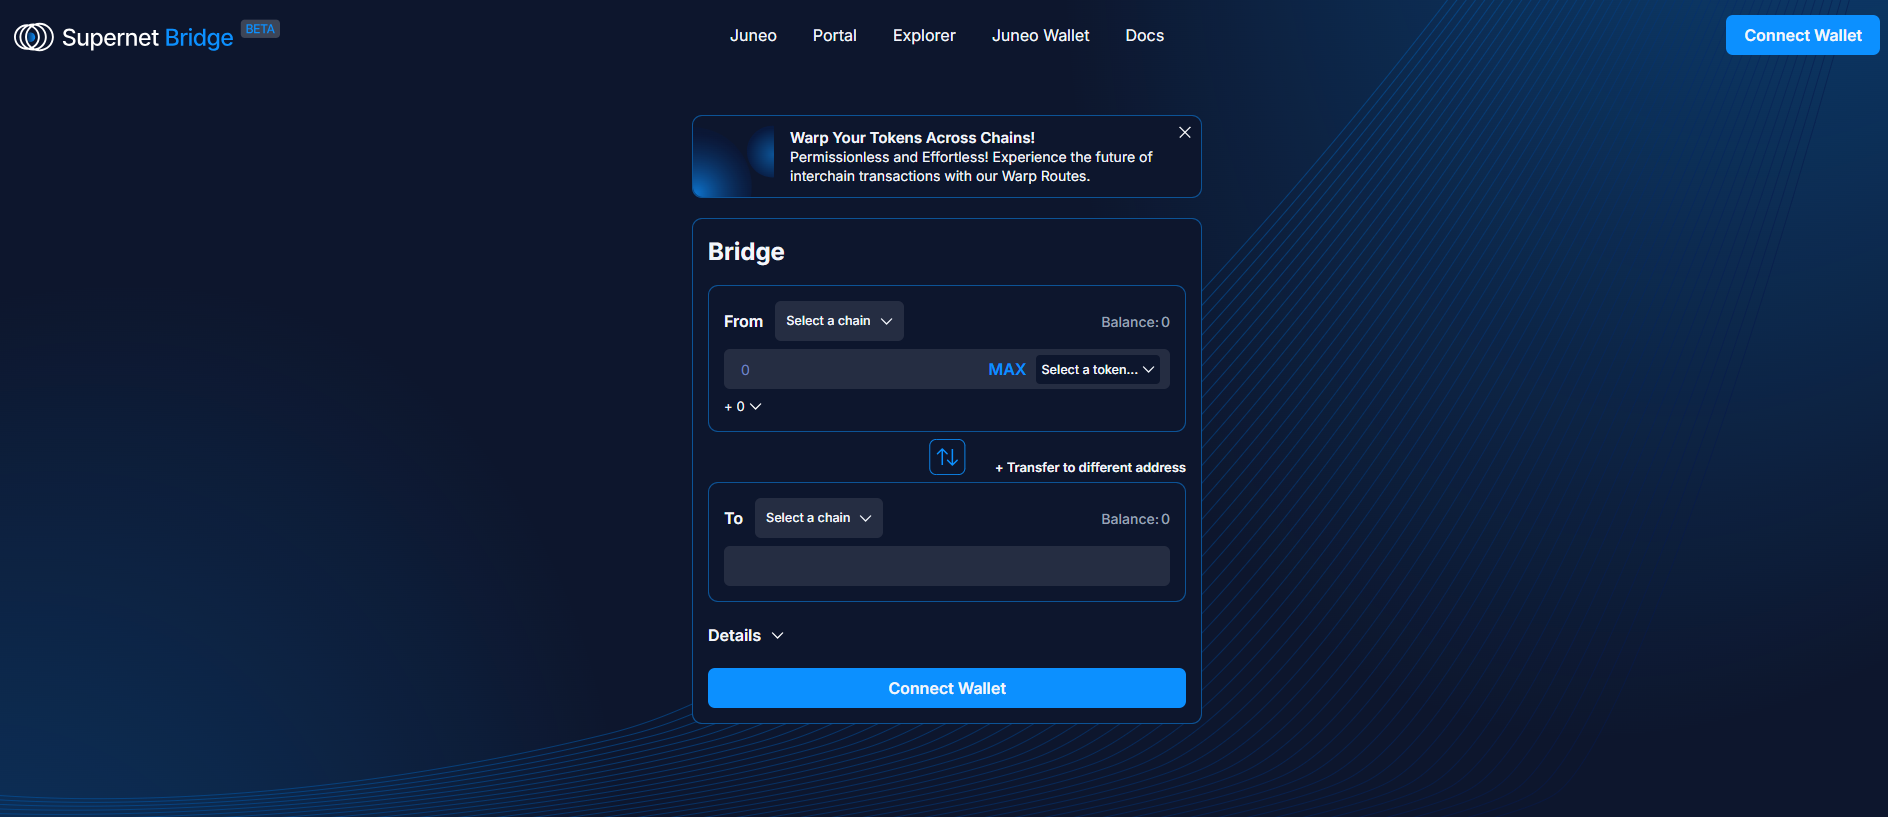 Supernet Bridge BETA
Juneo Portal Explorer Juneo Wallet Docs
Connect Wallet
Warp Your Tokens Across Chains!
Permissionless and Effortless! Experience the future of
interchain transactions with our Warp Routes.
Bridge
From Select a chain Balance: 0
0 MAX Select a token...
+ 0
+ Transfer to different address
To Select a chain Balance: 0
Details
Connect Wallet